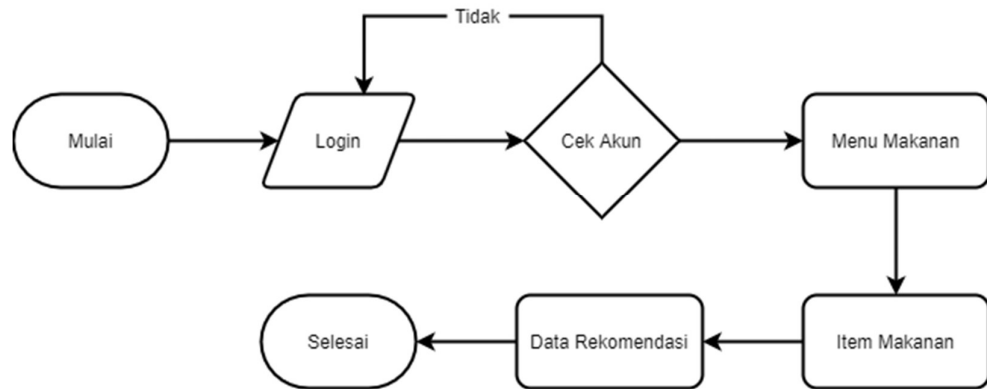 Tidak
Mulai
Login
Cek Akun
Menu Makanan
Item Makanan
Data Rekomendasi
Selesai